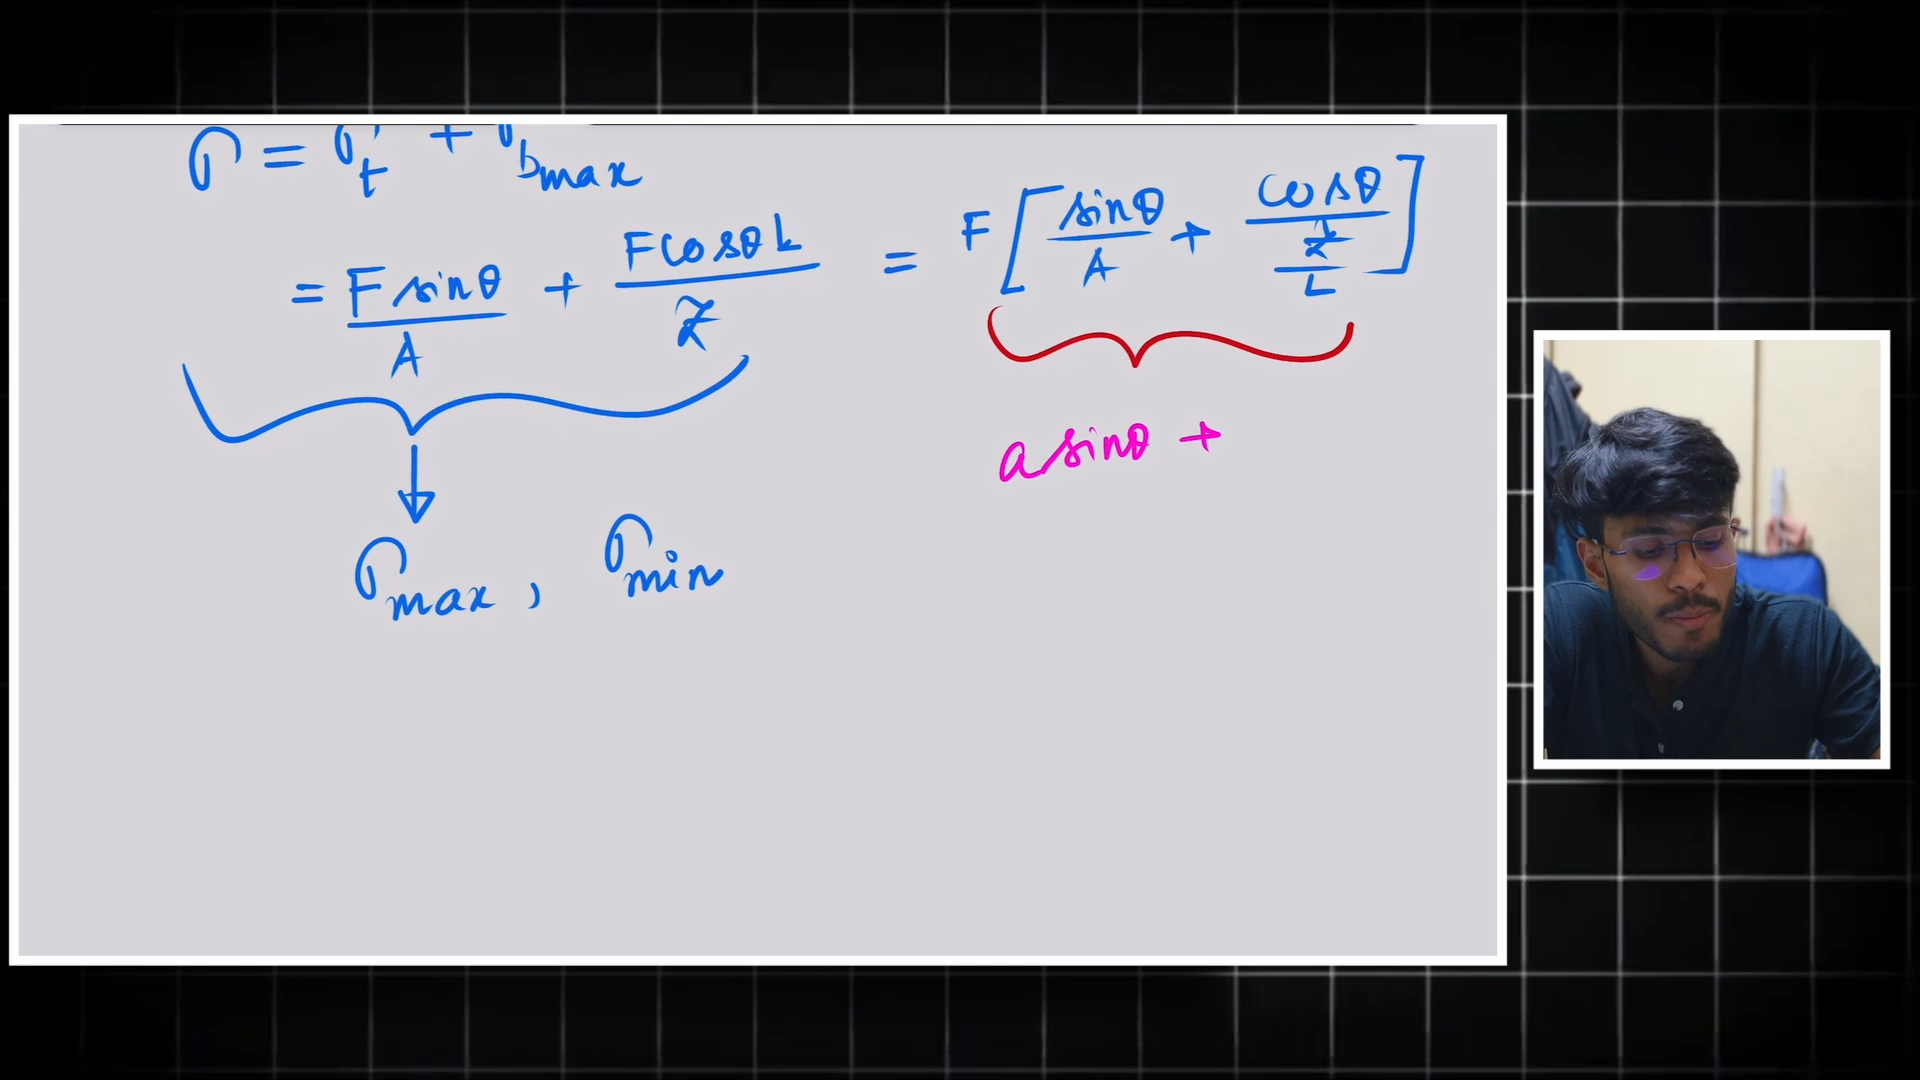 σ = σt + σbmax
= F sinθ / A + F cosθ L / Z = F [ sinθ / A + cosθ / (Z / L) ]
a sinθ +
σmax , σmin